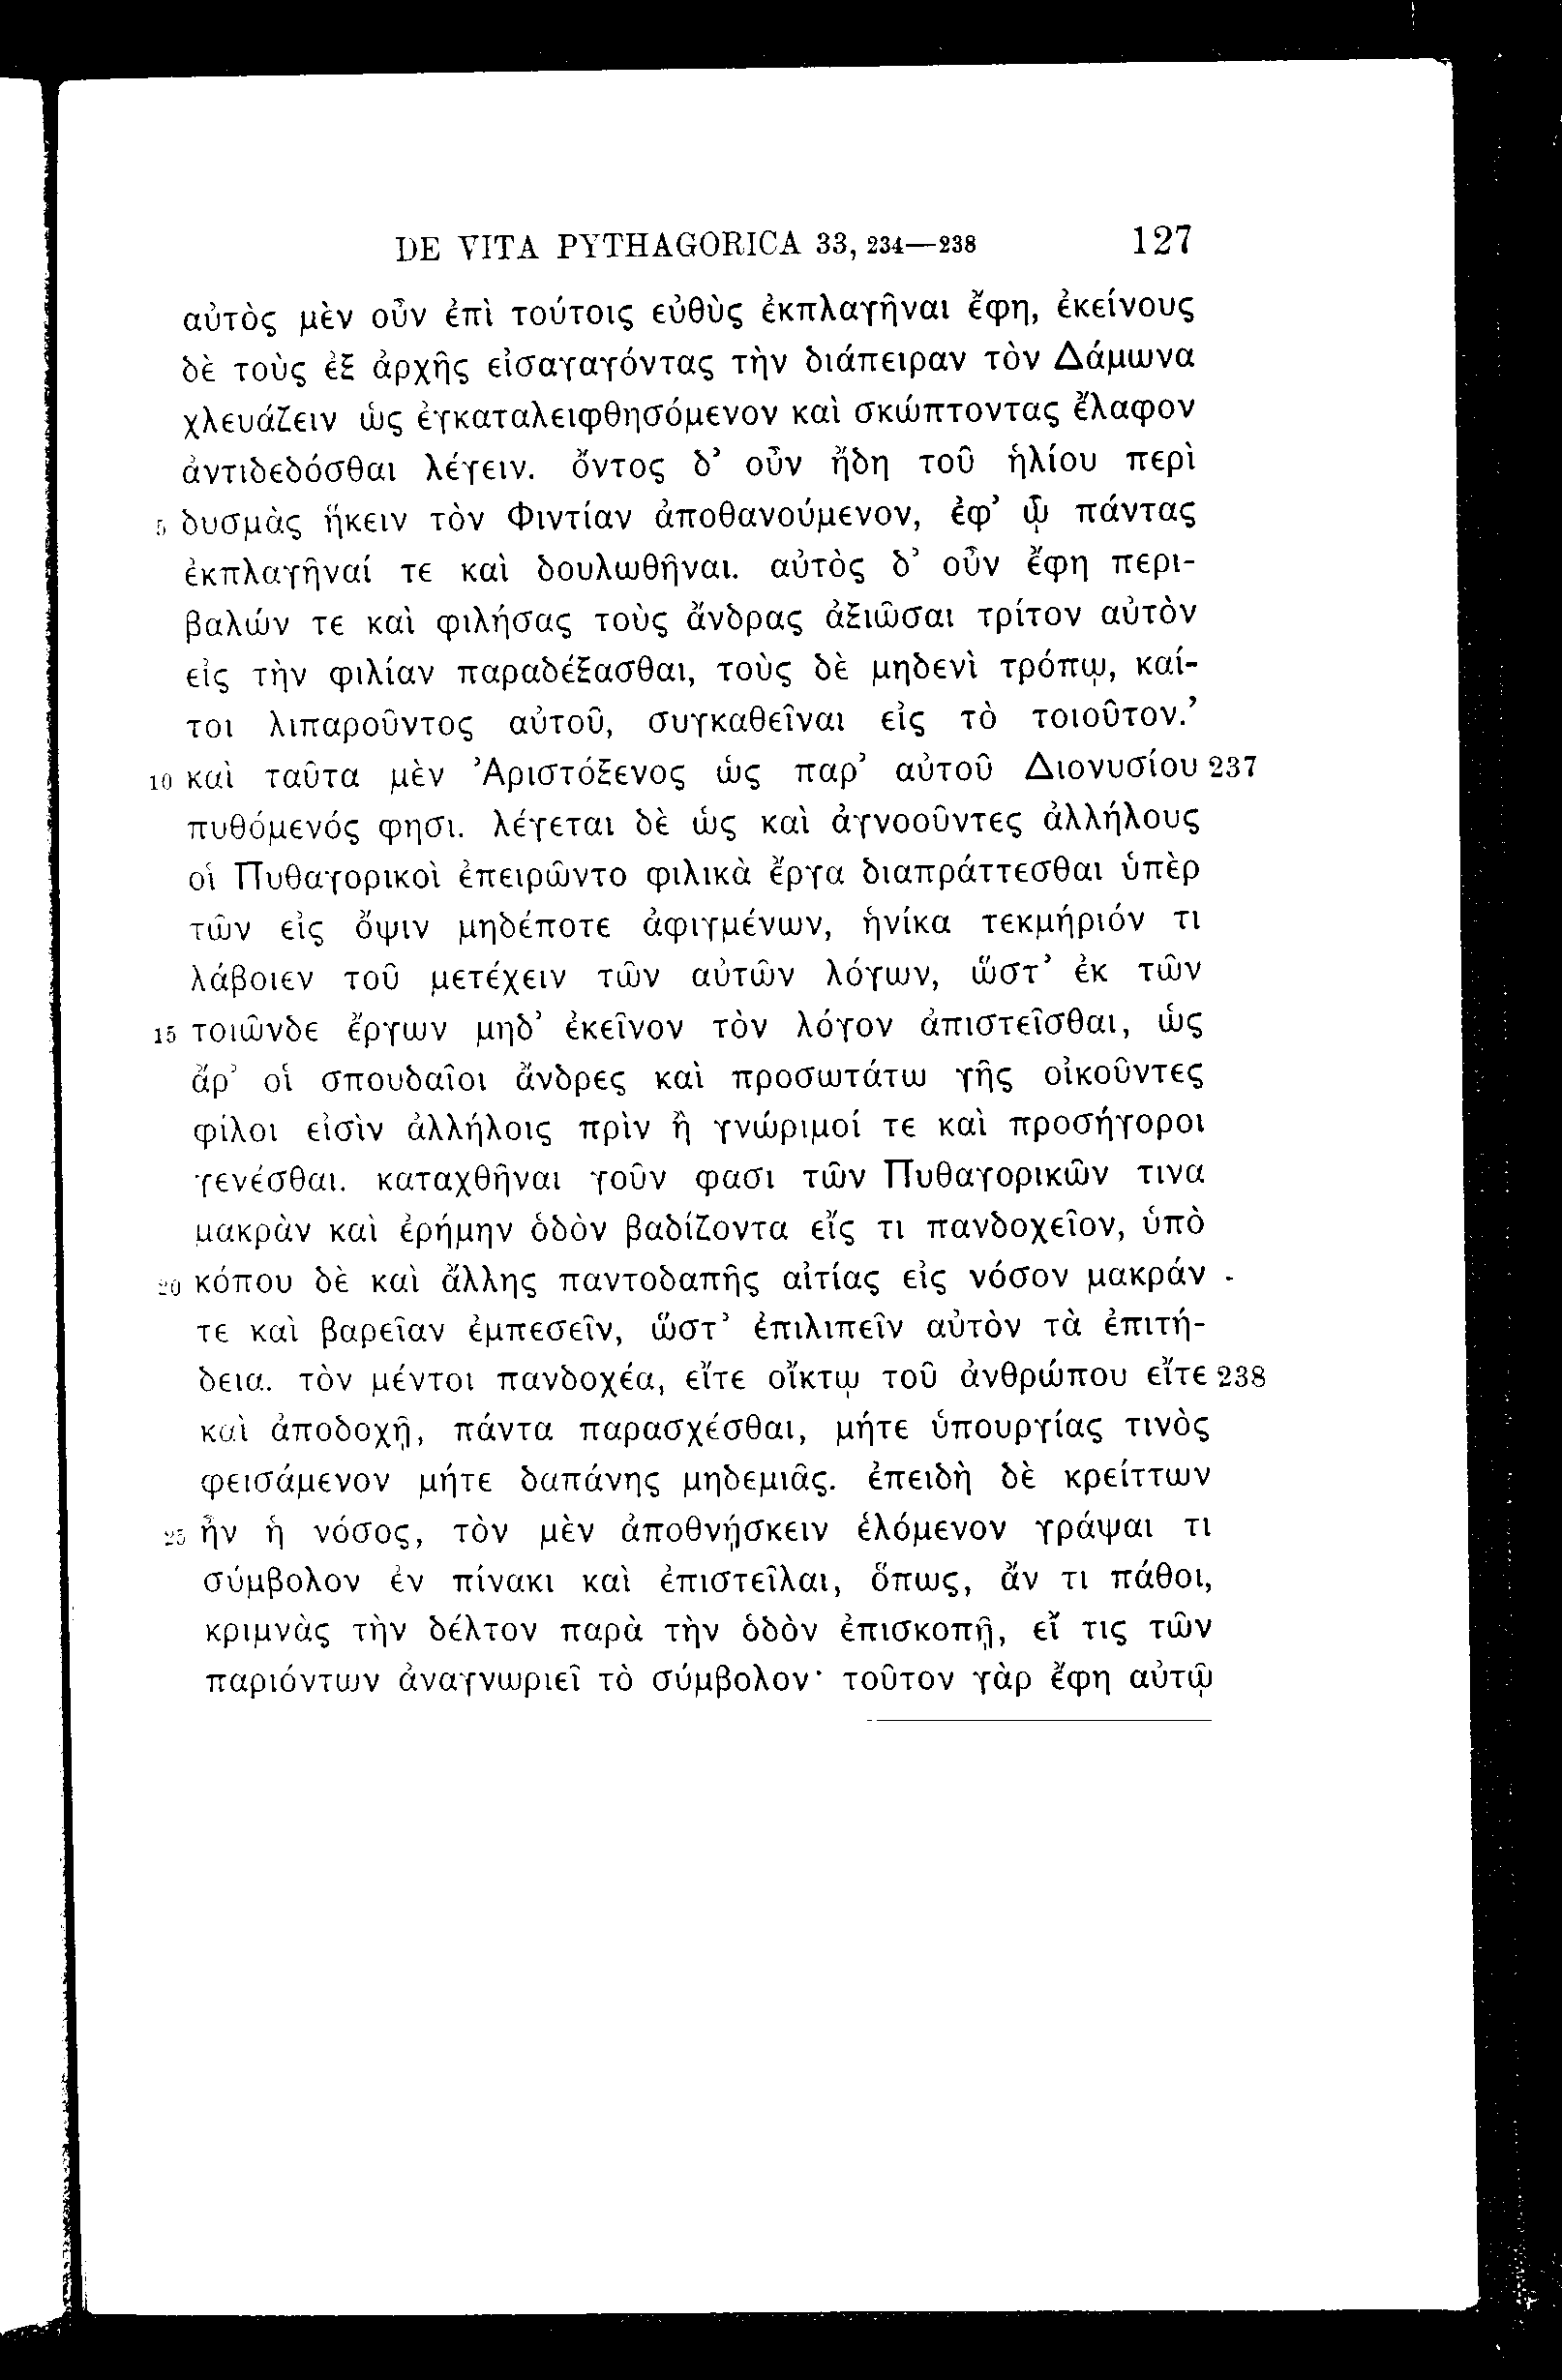 DE VITA PYTHAGORICA 33, 234—238 127
αὐτὸς μὲν οὖν ἐπὶ τούτοις εὐθὺς ἐκπλαγῆναι ἔφη, ἐκείνους
δὲ τοὺς ἐξ ἀρχῆς εἰσαγαγόντας τὴν διάπειραν τὸν Δάμωνα
χλευάζειν ὡς ἐγκαταλειφθησόμενον καὶ σκώπτοντας ἔλαφον
ἀντιδεδόσθαι λέγειν. ὄντος δ’ οὖν ἤδη τοῦ ἡλίου περὶ
5 δυσμὰς ἥκειν τὸν Φιντίαν ἀποθανούμενον, ἐφ’ ᾧ πάντας
ἐκπλαγῆναί τε καὶ δουλωθῆναι. αὐτὸς δ’ οὖν ἔφη περι-
βαλών τε καὶ φιλήσας τοὺς ἄνδρας ἀξιῶσαι τρίτον αὐτὸν
εἰς τὴν φιλίαν παραδέξασθαι, τοὺς δὲ μηδενὶ τρόπῳ, καί-
τοι λιπαροῦντος αὐτοῦ, συγκαθεῖναι εἰς τὸ τοιοῦτον.’
10 καὶ ταῦτα μὲν Ἀριστόξενος ὡς παρ’ αὐτοῦ Διονυσίου 237
πυθόμενός φησι. λέγεται δὲ ὡς καὶ ἀγνοοῦντες ἀλλήλους
οἱ Πυθαγορικοὶ ἐπειρῶντο φιλικὰ ἔργα διαπράττεσθαι ὑπὲρ
τῶν εἰς ὄψιν μηδέποτε ἀφιγμένων, ἡνίκα τεκμήριόν τι
λάβοιεν τοῦ μετέχειν τῶν αὐτῶν λόγων, ὥστ’ ἐκ τῶν
15 τοιῶνδε ἔργων μηδ’ ἐκεῖνον τὸν λόγον ἀπιστεῖσθαι, ὡς
ἄρ’ οἱ σπουδαῖοι ἄνδρες καὶ προσωτάτω γῆς οἰκοῦντες
φίλοι εἰσὶν ἀλλήλοις πρὶν ἢ γνώριμοί τε καὶ προσήγοροι
γενέσθαι. καταχθῆναι γοῦν φασι τῶν Πυθαγορικῶν τινα
μακρὰν καὶ ἐρήμην ὁδὸν βαδίζοντα εἴς τι πανδοχεῖον, ὑπὸ
20 κόπου δὲ καὶ ἄλλης παντοδαπῆς αἰτίας εἰς νόσον μακράν
τε καὶ βαρεῖαν ἐμπεσεῖν, ὥστ’ ἐπιλιπεῖν αὐτὸν τὰ ἐπιτή-
δεια. τὸν μέντοι πανδοχέα, εἴτε οἴκτῳ τοῦ ἀνθρώπου εἴτε 238
καὶ ἀποδοχῇ, πάντα παρασχέσθαι, μήτε ὑπουργίας τινὸς
φεισάμενον μήτε δαπάνης μηδεμιᾶς. ἐπειδὴ δὲ κρείττων
25 ἦν ἡ νόσος, τὸν μὲν ἀποθνῄσκειν ἑλόμενον γράψαι τι
σύμβολον ἐν πίνακι καὶ ἐπιστεῖλαι, ὅπως, ἄν τι πάθοι,
κριμνὰς τὴν δέλτον παρὰ τὴν ὁδὸν ἐπισκοπῇ, εἴ τις τῶν
παριόντων ἀναγνωριεῖ τὸ σύμβολον· τοῦτον γὰρ ἔφη αὐτῷ